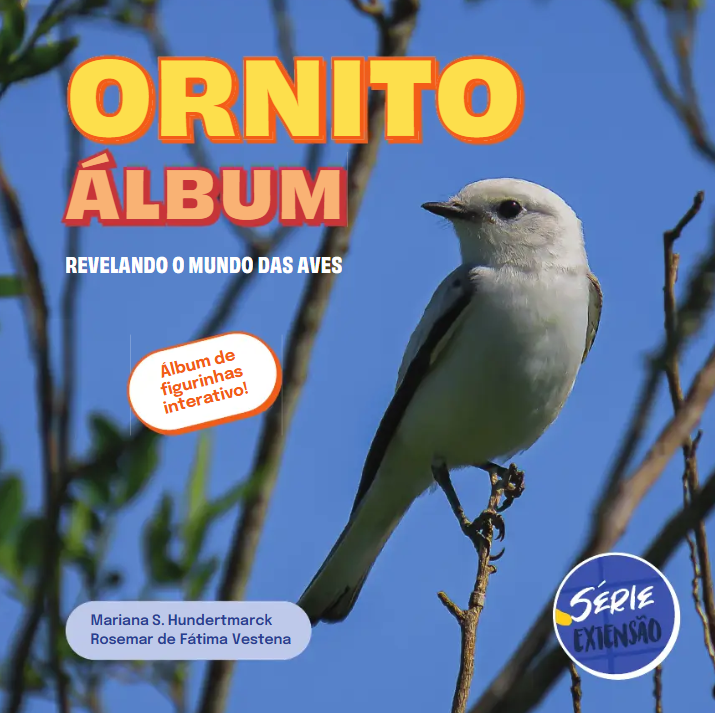 ORNITO
ÁLBUM
REVELANDO O MUNDO DAS AVES
Álbum de
figurinhas
interativo!
Mariana S. Hundertmarck
Rosemar de Fátima Vestena
SÉRIE
EXTENSÃO